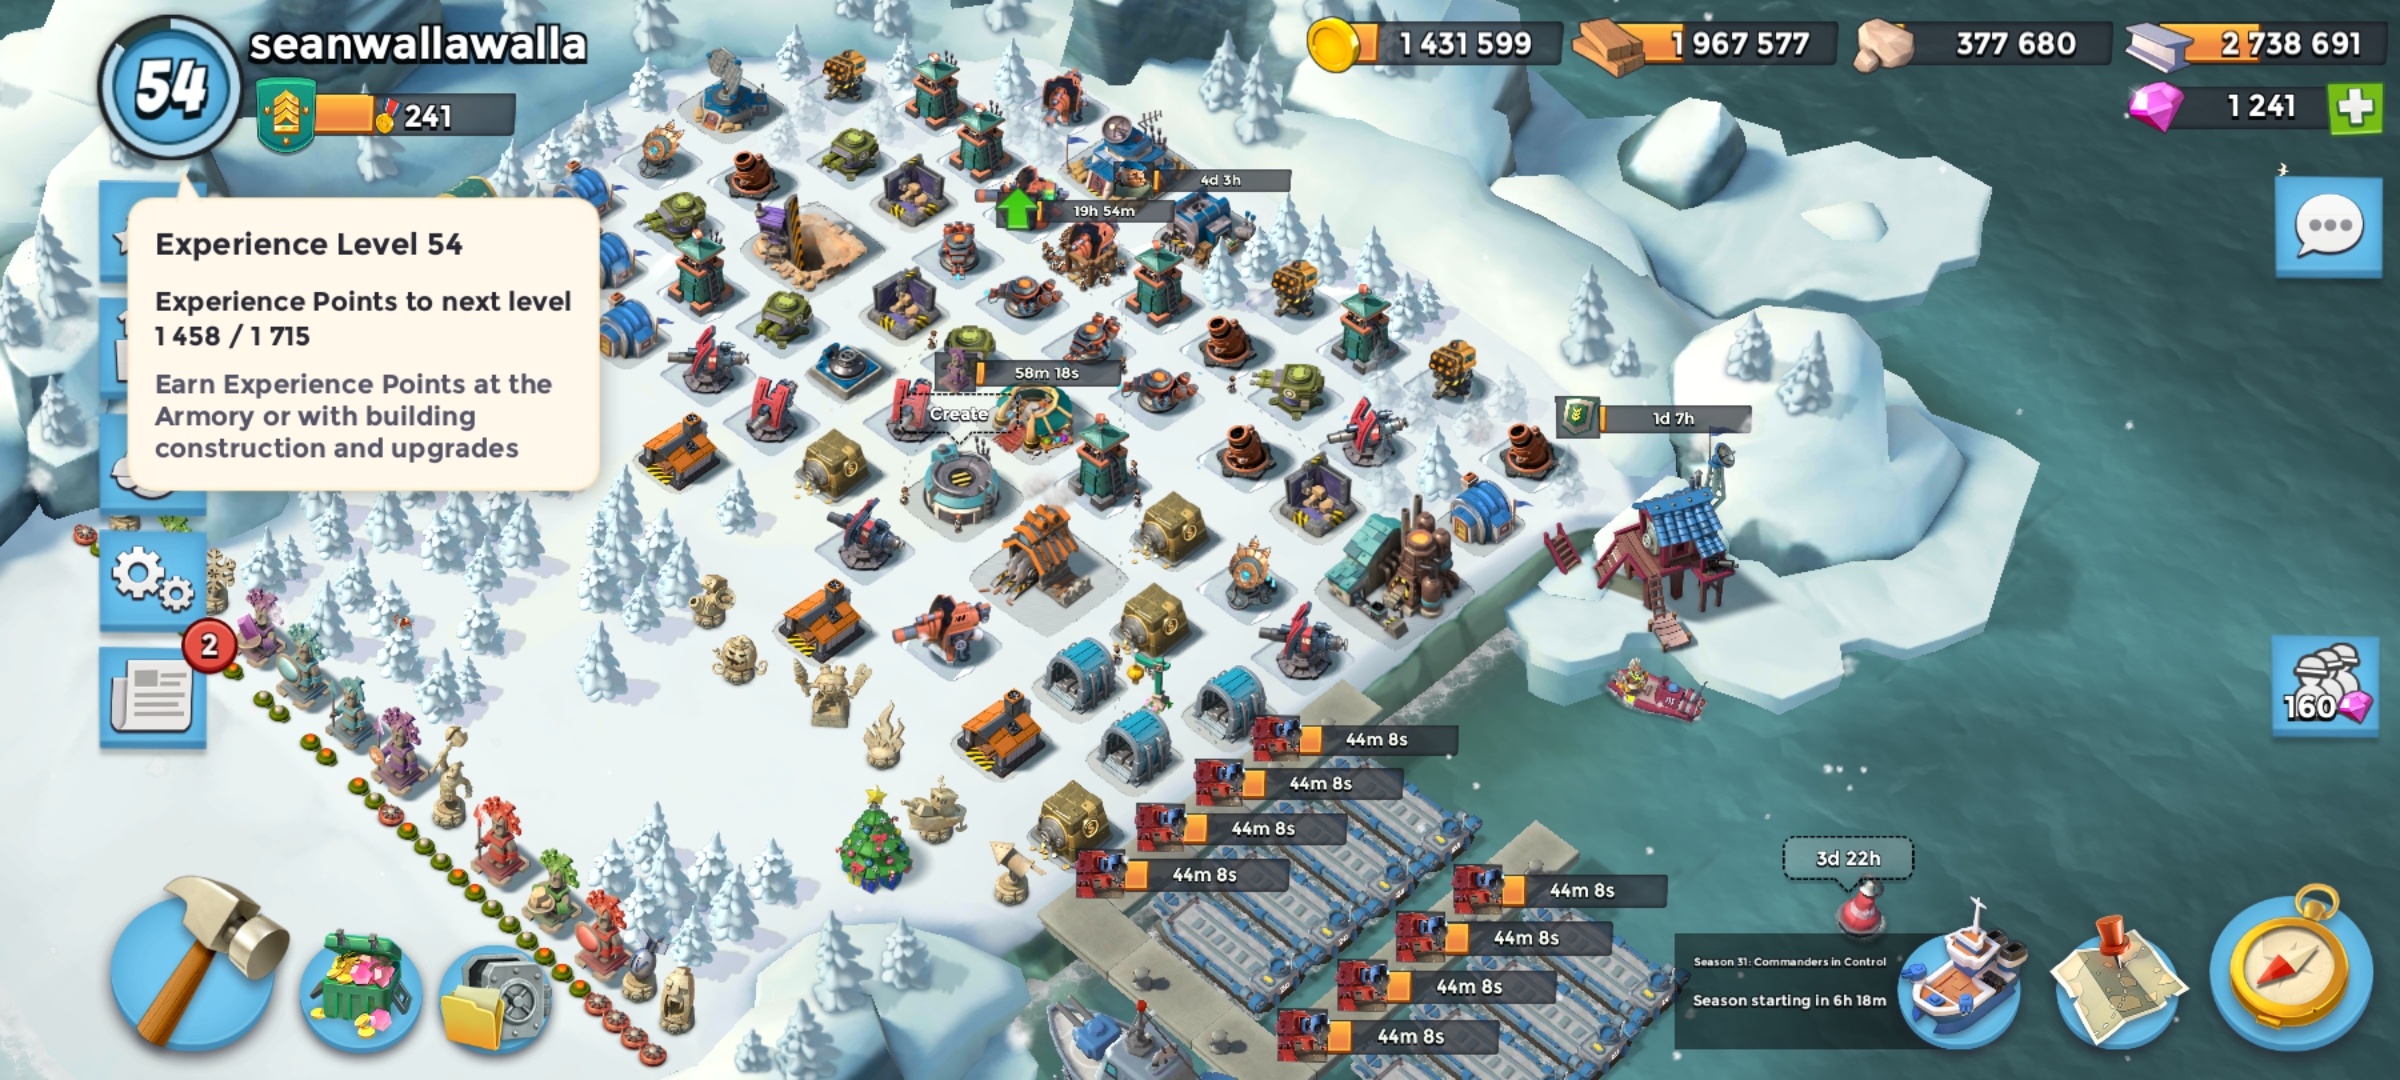 54
seanwallawalla
241
1 431 599
1 967 577
377 680
2 738 691
1 241
Experience Level 54
Experience Points to next level
1 458 / 1 715
Earn Experience Points at the
Armory or with building
construction and upgrades
4d 3h
19h 54m
58m 18s
Create
1d 7h
2
160
44m 8s
44m 8s
44m 8s
44m 8s
44m 8s
44m 8s
44m 8s
44m 8s
3d 22h
Season 31: Commanders in Control
Season starting in 6h 18m